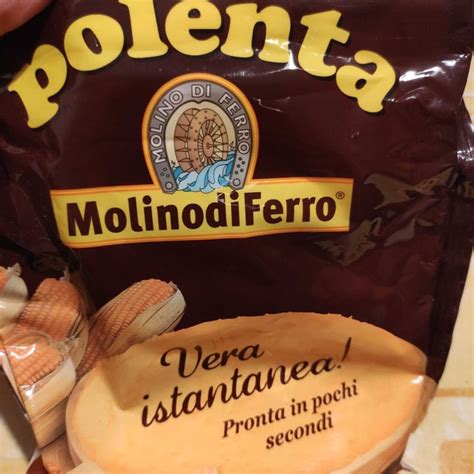 polenta
MOLINO DI FERRO
MolinodiFerro®
Vera
istantanea!
Pronta in pochi
secondi